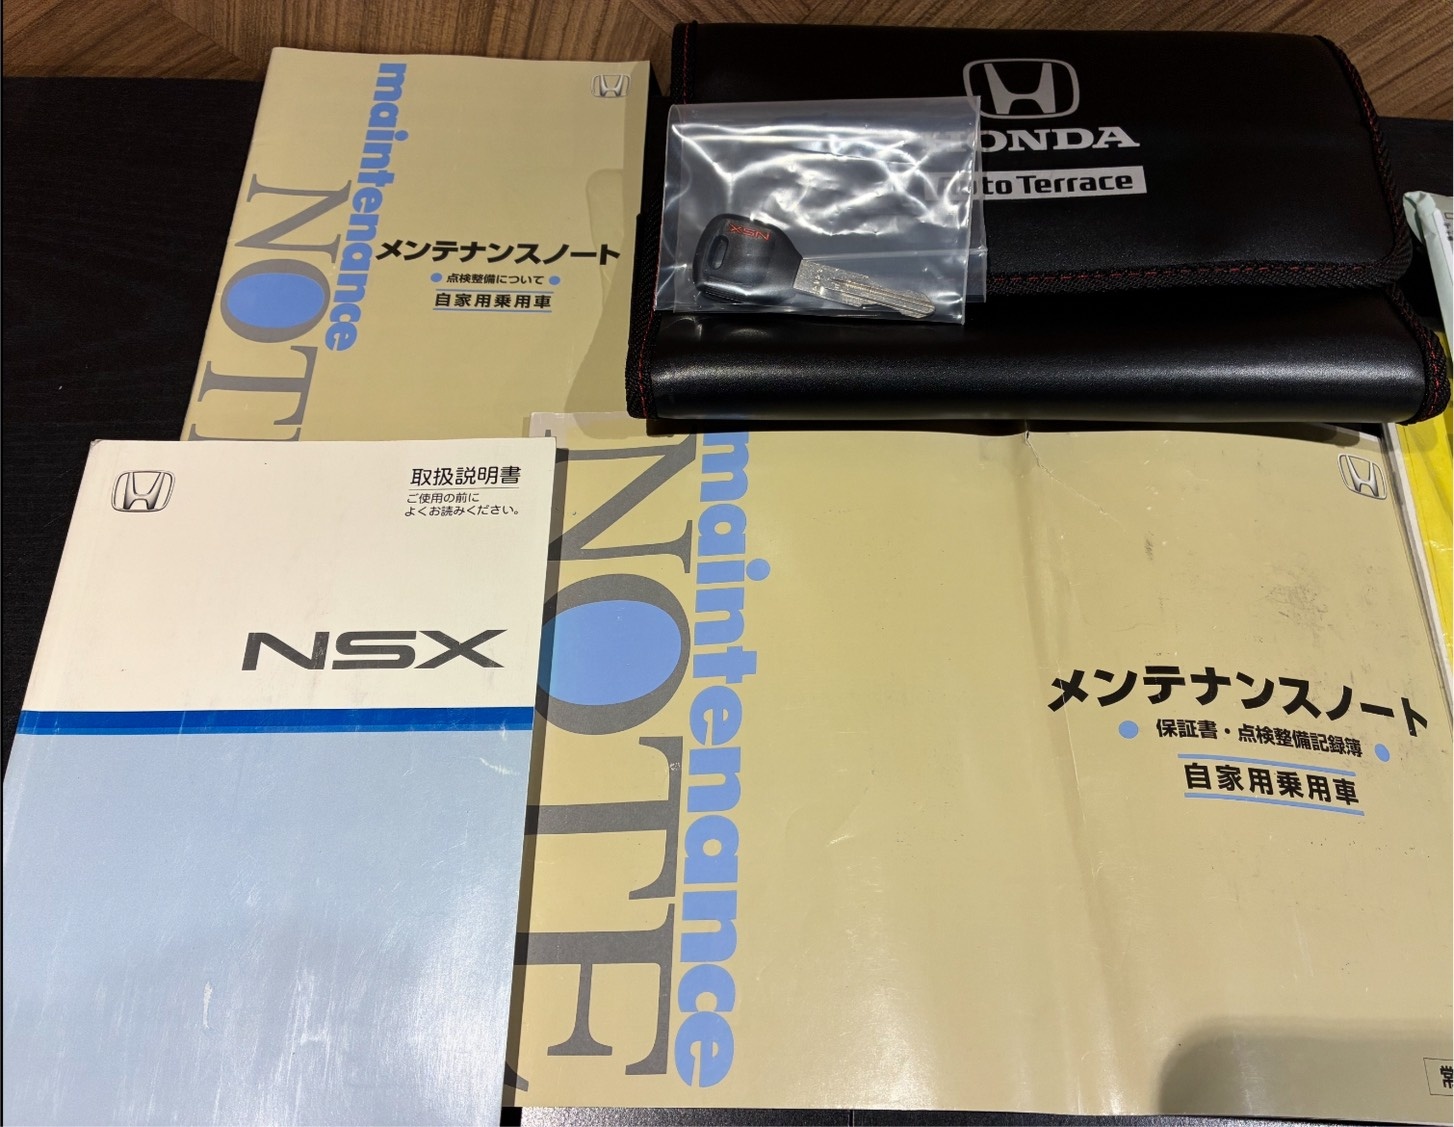 maintenance
NOT
メンテナンスノート
点検整備について
自家用乗用車
HONDA
Auto Terrace
NSX
取扱説明書
ご使用の前に
よくお読みください。
NSX
maintenance
NOTE
メンテナンスノート
保証書・点検整備記録簿
自家用乗用車
常